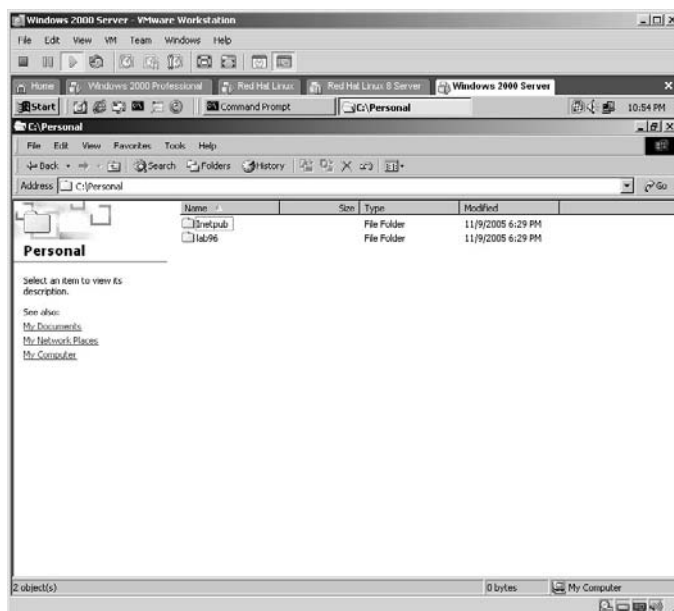 Windows 2000 Server - VMware Workstation
File Edit View VM Team Windows Help
Home Windows 2000 Professional Red Hat Linux Red Hat Linux 8 Server Windows 2000 Server
Start Command Prompt C:\Personal 10:54 PM
C:\Personal
File Edit View Favorites Tools Help
Back Search Folders History
Address C:\Personal Go
Name Size Type Modified
Inetpub File Folder 11/9/2005 6:29 PM
lab96 File Folder 11/9/2005 6:29 PM
Personal
Select an item to view its
description.
See also:
My Documents
My Network Places
My Computer
2 object(s) 0 bytes My Computer